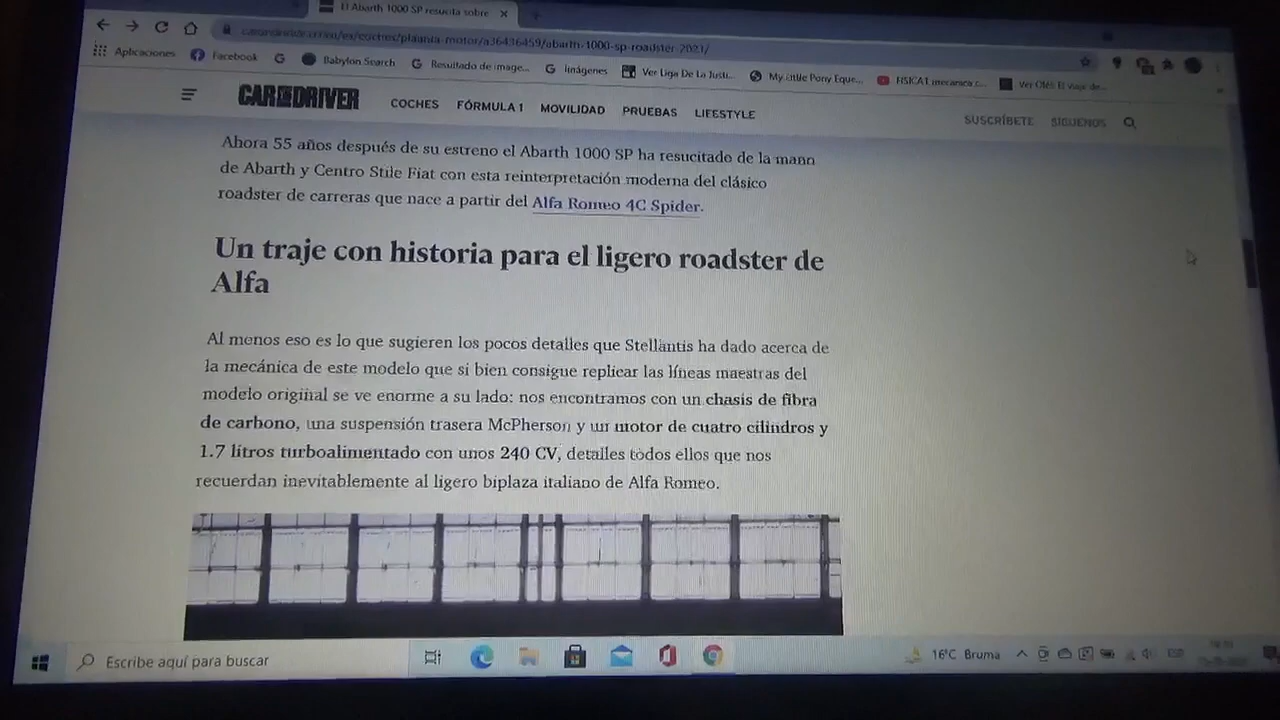 El Abarth 1000 SP resucita sobre
abarth-1000-sp-roadster-2021/
Aplicaciones Facebook Babylon Search Resultado de image... Imágenes Ver Liga De La Justi... My Little Pony Eque... Ver
CAR AND DRIVER COCHES FÓRMULA 1 MOVILIDAD PRUEBAS LIFESTYLE SUSCRÍBETE SÍGUENOS
Ahora 55 años después de su estreno el Abarth 1000 SP ha resucitado de la mano
de Abarth y Centro Stile Fiat con esta reinterpretación moderna del clásico
roadster de carreras que nace a partir del Alfa Romeo 4C Spider.
Un traje con historia para el ligero roadster de
Alfa
Al menos eso es lo que sugieren los pocos detalles que Stellantis ha dado acerca de
la mecánica de este modelo que si bien consigue replicar las líneas maestras del
modelo original se ve enorme a su lado: nos encontramos con un chasis de fibra
de carbono, una suspensión trasera McPherson y un motor de cuatro cilindros y
1.7 litros turboalimentado con unos 240 CV, detalles todos ellos que nos
recuerdan inevitablemente al ligero biplaza italiano de Alfa Romeo.
Escribe aquí para buscar 16°C Bruma